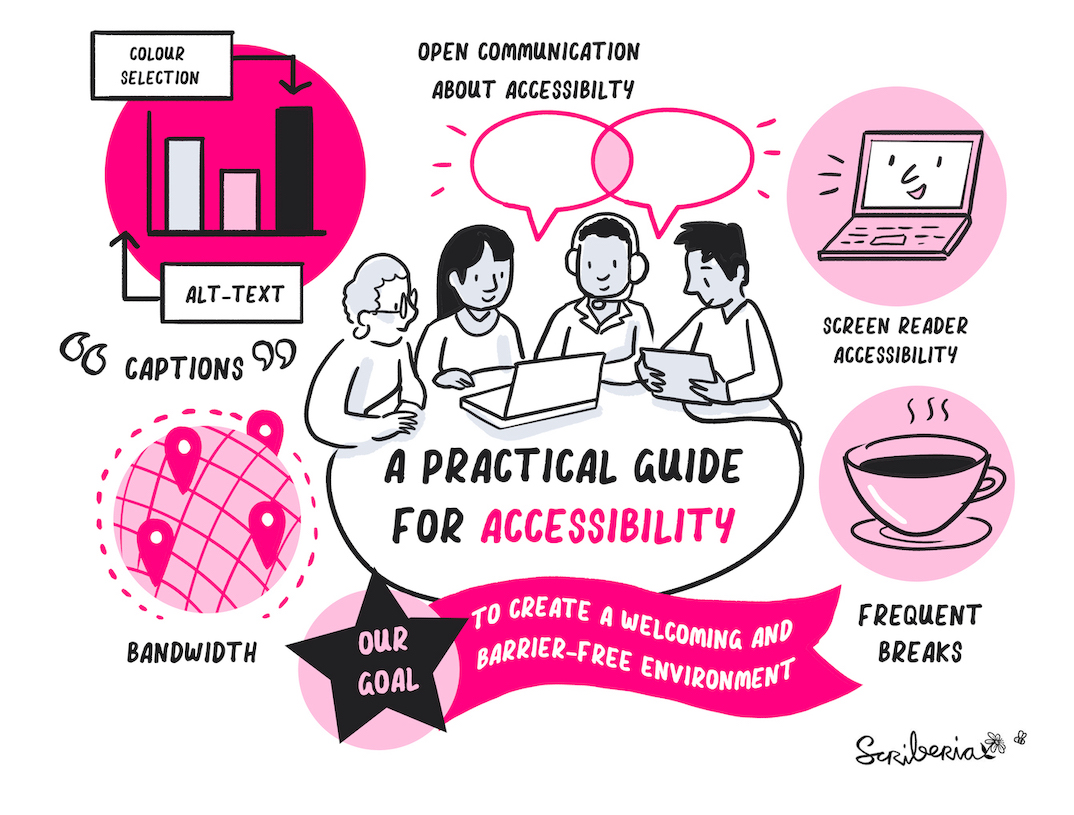 COLOUR
SELECTION
ALT-TEXT
“ CAPTIONS ”
OPEN COMMUNICATION
ABOUT ACCESSIBILTY
SCREEN READER
ACCESSIBILITY
A PRACTICAL GUIDE
FOR ACCESSIBILITY
BANDWIDTH
FREQUENT
BREAKS
OUR
GOAL
TO CREATE A WELCOMING AND
BARRIER-FREE ENVIRONMENT
Scriberia